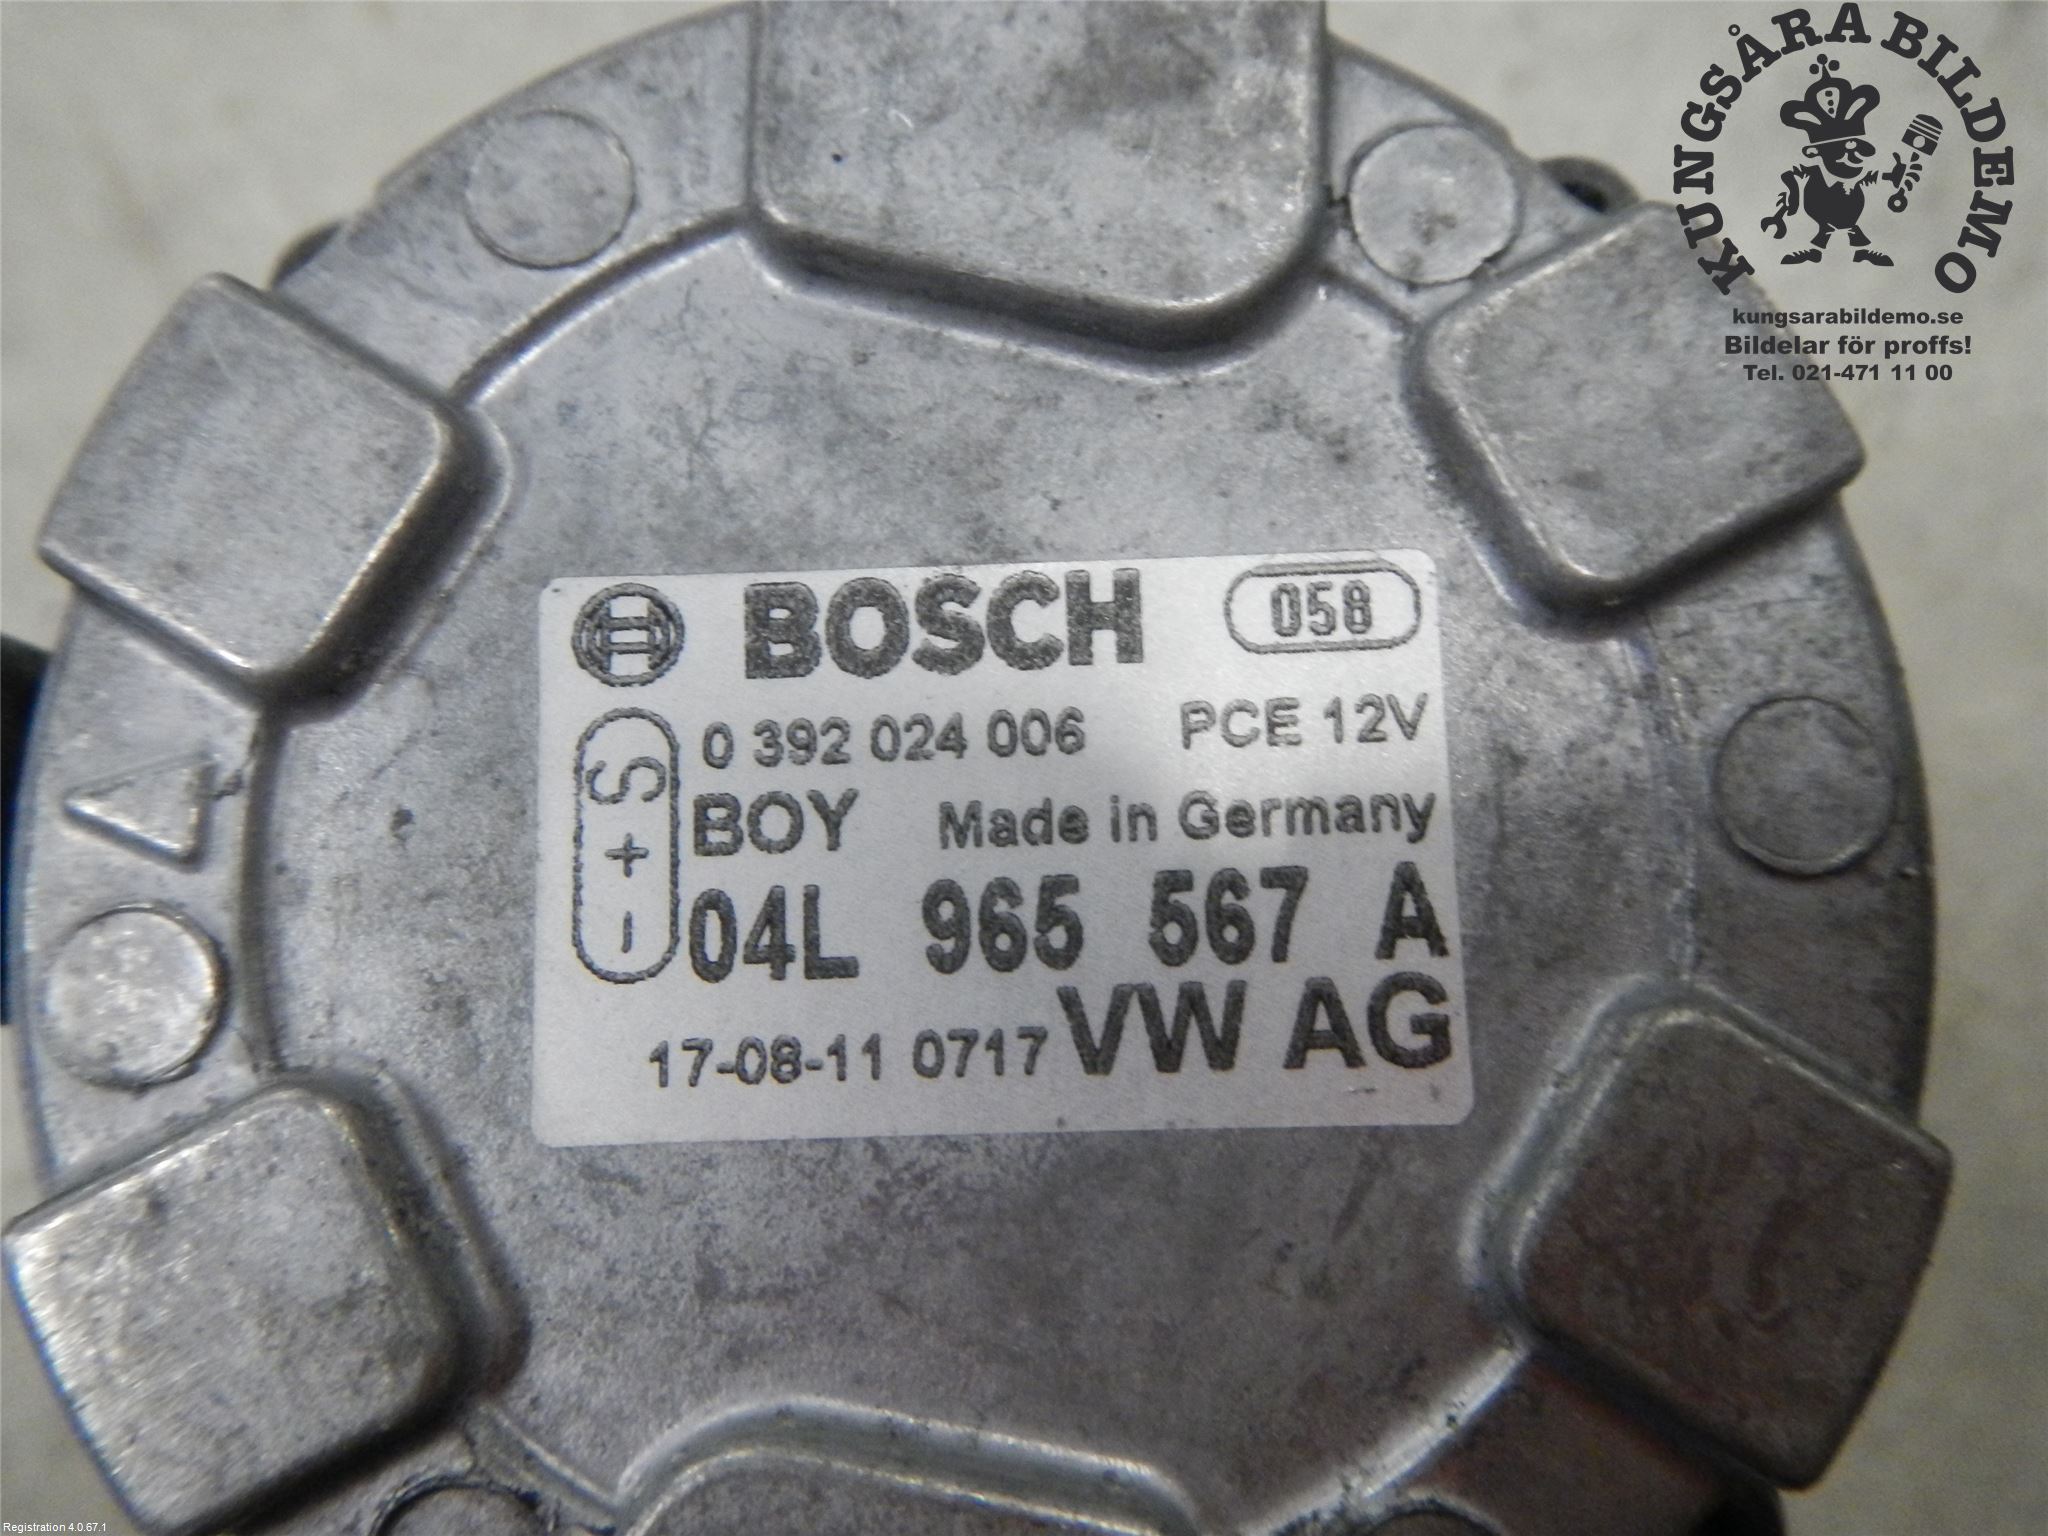 KUNGSÅRA BILDEMO
kungsarabildemo.se
Bildelar för proffs!
Tel. 021-471 11 00
BOSCH 058
0 392 024 006 PCE 12V
S + -
BOY Made in Germany
04L 965 567 A
17-08-11 0717 VW AG
Registration 4.0.67.1